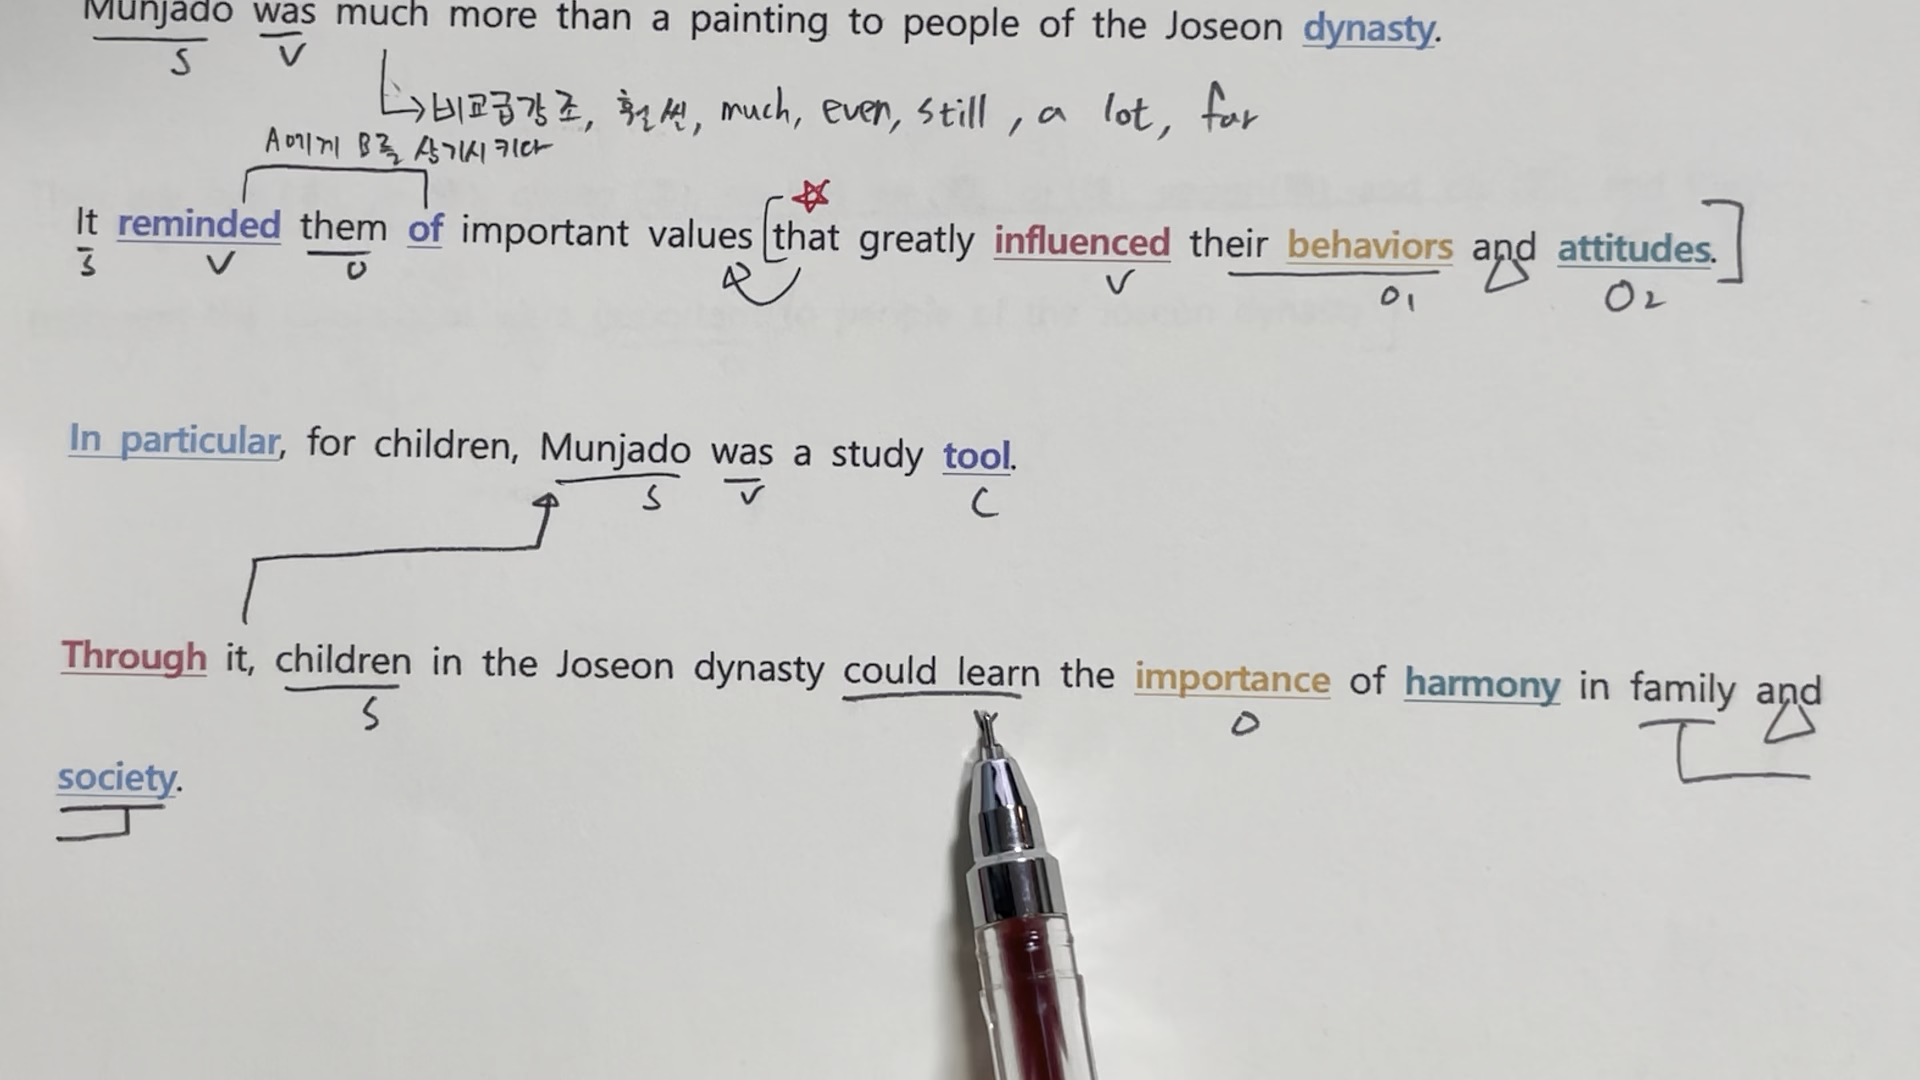 Munjado was much more than a painting to people of the Joseon dynasty.
S V
비교급강조, 훨씬, much, even, still, a lot, far
A에게 B를 상기시키다
It reminded them of important values [that greatly influenced their behaviors and attitudes.]
S V O V O1 O2
In particular, for children, Munjado was a study tool.
S V C
Through it, children in the Joseon dynasty could learn the importance of harmony in family and
S V O
society.